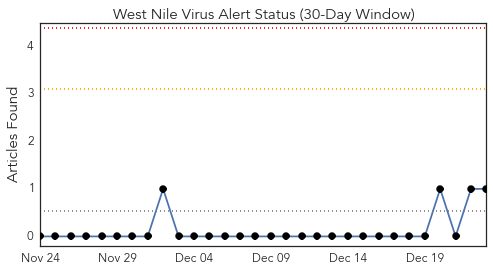 West Nile Virus Alert Status (30-Day Window)
Articles Found
4
3
2
1
0
Nov 24 Nov 29 Dec 04 Dec 09 Dec 14 Dec 19